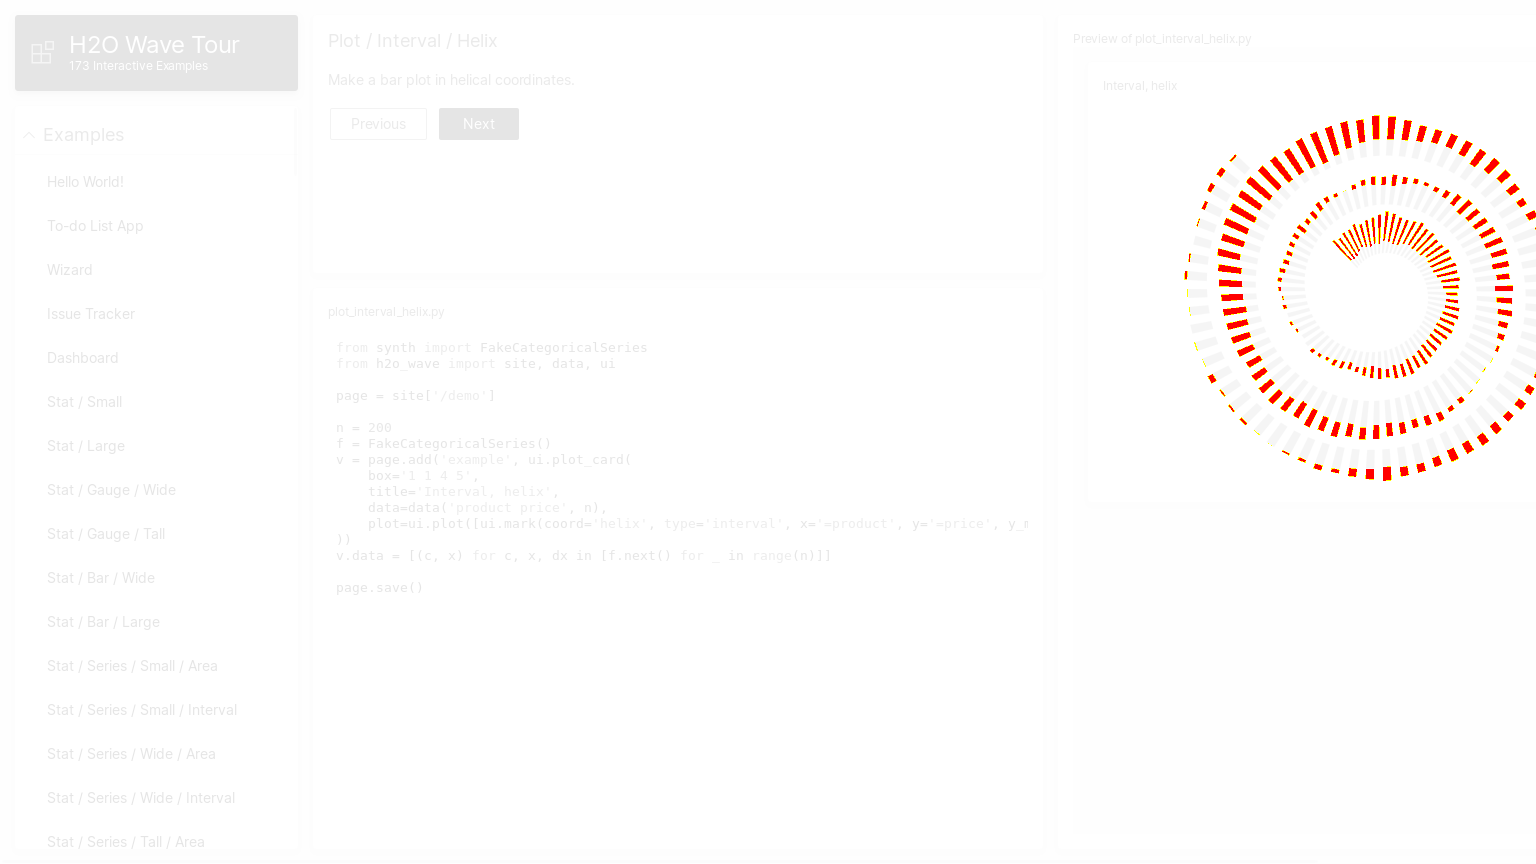 H2O Wave Tour
173 Interactive Examples
Examples
Hello World!
To-do List App
Wizard
Issue Tracker
Dashboard
Stat / Small
Stat / Large
Stat / Gauge / Wide
Stat / Gauge / Tall
Stat / Bar / Wide
Stat / Bar / Large
Stat / Series / Small / Area
Stat / Series / Small / Interval
Stat / Series / Wide / Area
Stat / Series / Wide / Interval
Stat / Series / Tall / Area
Plot / Interval / Helix
Make a bar plot in helical coordinates.
Previous
Next
plot_interval_helix.py
from synth import FakeCategoricalSeries
from h2o_wave import site, data, ui
page = site['/demo']
n = 200
f = FakeCategoricalSeries()
v = page.add('example', ui.plot_card(
box='1 1 4 5',
title='Interval, helix',
data=data('product price', n),
plot=ui.plot([ui.mark(coord='helix', type='interval', x='=product', y='=price', y_m
))
v.data = [(c, x) for c, x, dx in [f.next() for _ in range(n)]]
page.save()
Preview of plot_interval_helix.py
Interval, helix